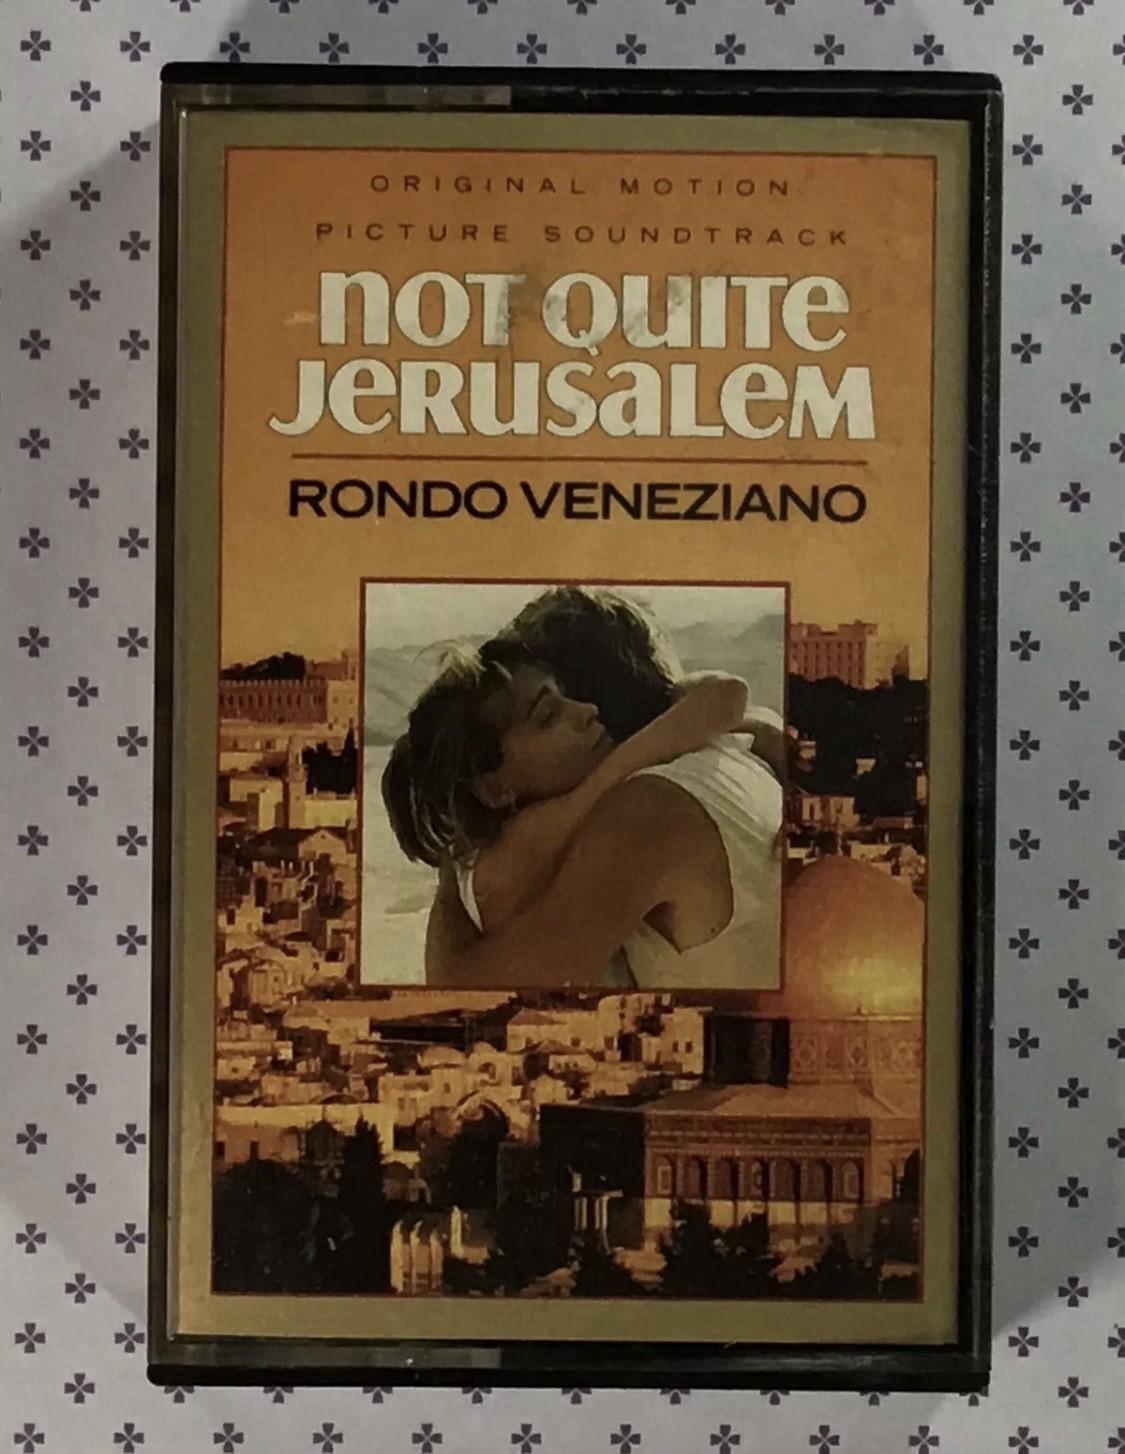 ORIGINAL MOTION
PICTURE SOUNDTRACK
NOT QUITE
JERUSALEM
RONDO VENEZIANO